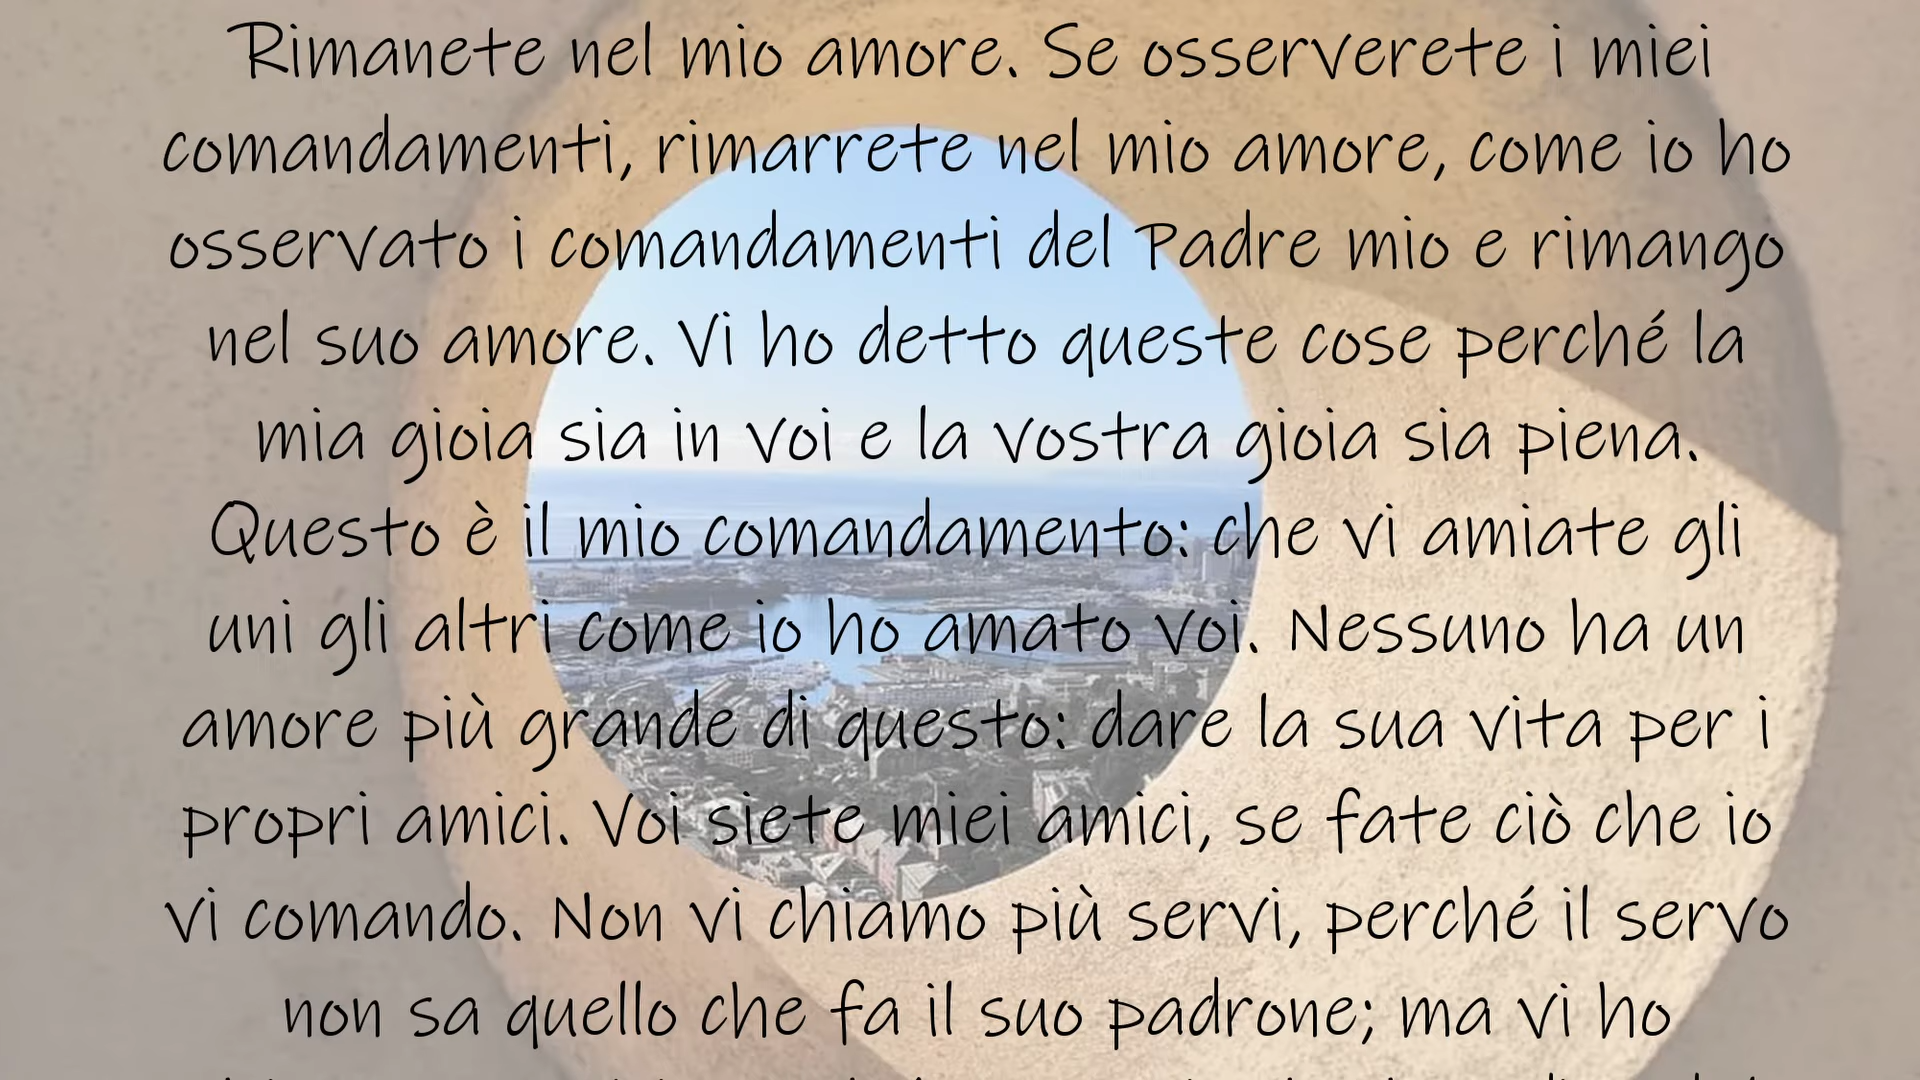 Rimanete nel mio amore. Se osserverete i miei
comandamenti, rimarrete nel mio amore, come io ho
osservato i comandamenti del Padre mio e rimango
nel suo amore. Vi ho detto queste cose perché la
mia gioia sia in voi e la vostra gioia sia piena.
Questo è il mio comandamento: che vi amiate gli
uni gli altri come io ho amato voi. Nessuno ha un
amore più grande di questo: dare la sua vita per i
propri amici. Voi siete miei amici, se fate ciò che io
vi comando. Non vi chiamo più servi, perché il servo
non sa quello che fa il suo padrone; ma vi ho